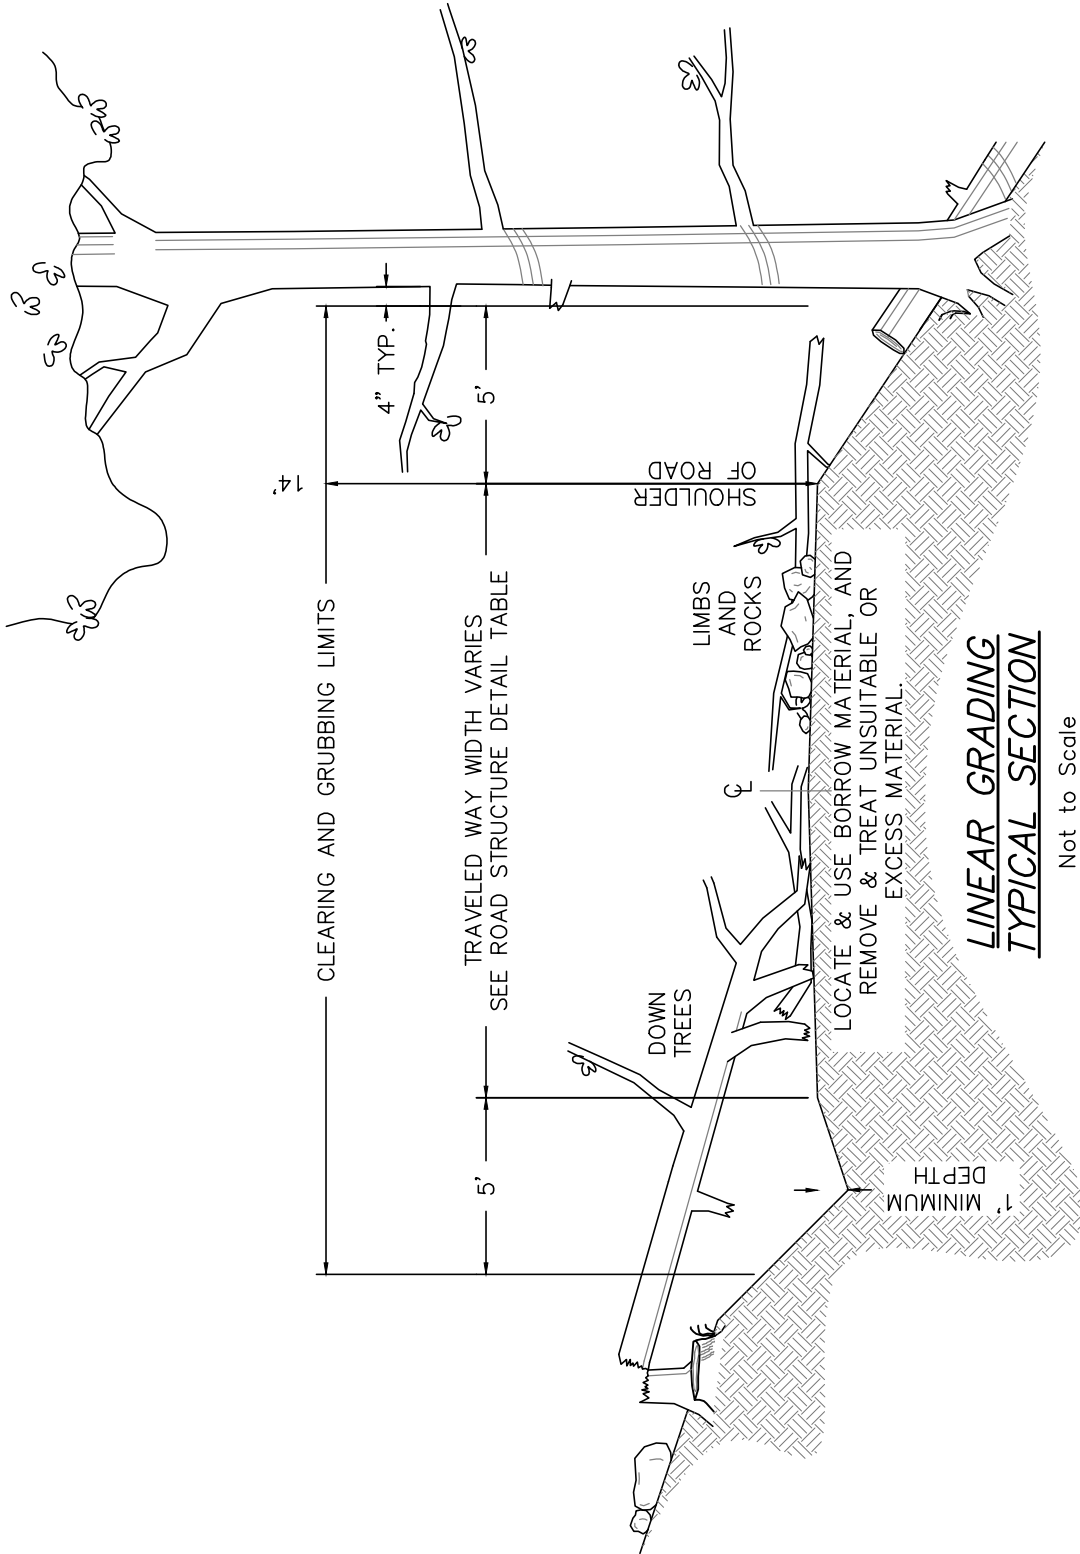 CLEARING AND GRUBBING LIMITS
14'
4" TYP.
5'
TRAVELED WAY WIDTH VARIES
SEE ROAD STRUCTURE DETAIL TABLE
5'
SHOULDER
OF ROAD
DOWN
TREES
LIMBS
AND
ROCKS
CL
1' MINIMUM
DEPTH
LOCATE & USE BORROW MATERIAL, AND
REMOVE & TREAT UNSUITABLE OR
EXCESS MATERIAL.
LINEAR GRADING
TYPICAL SECTION
Not to Scale